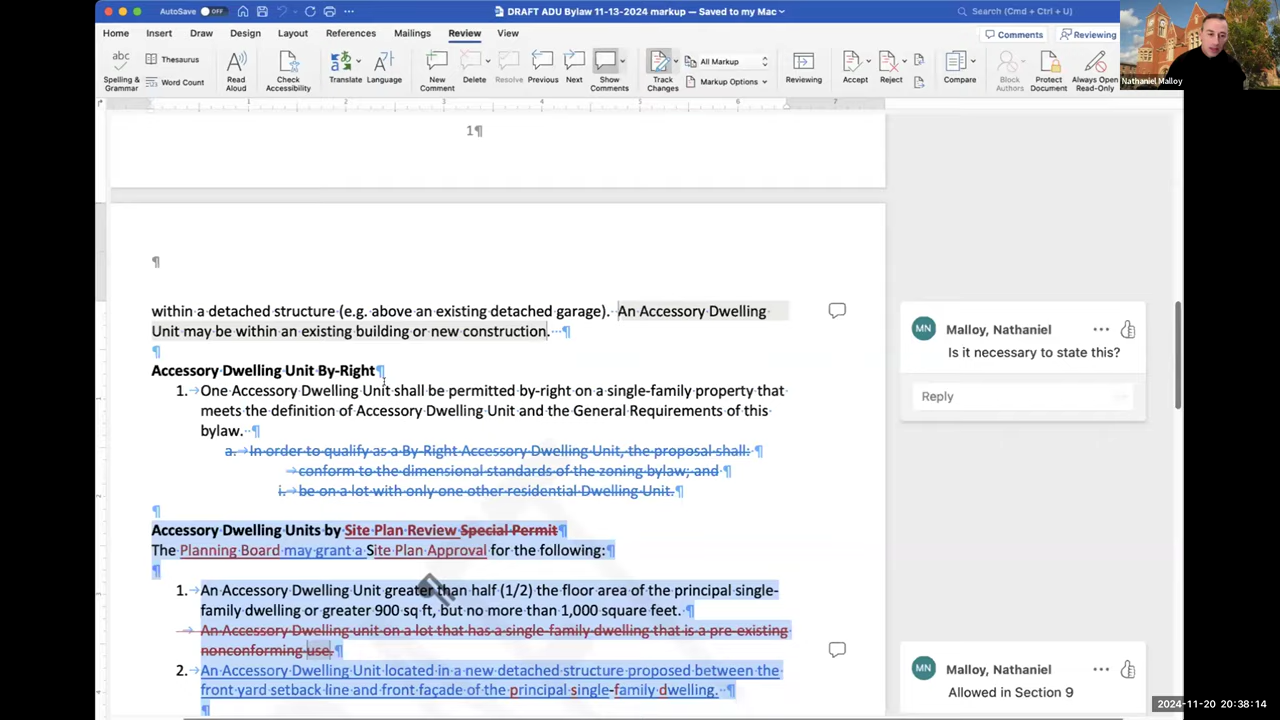 AutoSave OFF
DRAFT ADU Bylaw 11-13-2024 markup — Saved to my Mac
Search (Cmd + Ctrl + U)
Home Insert Draw Design Layout References Mailings Review View
Comments Reviewing
abc
Spelling & Grammar
Thesaurus
Word Count
Read Aloud
Check Accessibility
Translate Language
New Comment
Delete Resolve Previous Next
Show Comments
Track Changes
All Markup
Markup Options
Reviewing
Accept Reject
Compare
Block Authors
Protect Document
Always Open Read-Only
Nathaniel Malloy
1 2 3 4 5 6 7
1¶
¶
within a detached structure (e.g. above an existing detached garage). An Accessory Dwelling
Unit may be within an existing building or new construction. ¶
¶
Accessory Dwelling Unit By-Right¶
1. One Accessory Dwelling Unit shall be permitted by-right on a single-family property that
meets the definition of Accessory Dwelling Unit and the General Requirements of this
bylaw. ¶
a. In order to qualify as a By-Right Accessory Dwelling Unit, the proposal shall: ¶
conform to the dimensional standards of the zoning bylaw; and ¶
i. be on a lot with only one other residential Dwelling Unit.¶
¶
Accessory Dwelling Units by Site Plan Review Special Permit¶
The Planning Board may grant a Site Plan Approval for the following:¶
¶
1. An Accessory Dwelling Unit greater than half (1/2) the floor area of the principal single-
family dwelling or greater 900 sq ft, but no more than 1,000 square feet. ¶
An Accessory Dwelling unit on a lot that has a single family dwelling that is a pre-existing
nonconforming use. ¶
2. An Accessory Dwelling Unit located in a new detached structure proposed between the
front yard setback line and front façade of the principal single-family dwelling. ¶
¶
MN Malloy, Nathaniel
Is it necessary to state this?
Reply
MN Malloy, Nathaniel
Allowed in Section 9
2024-11-20 20:38:14